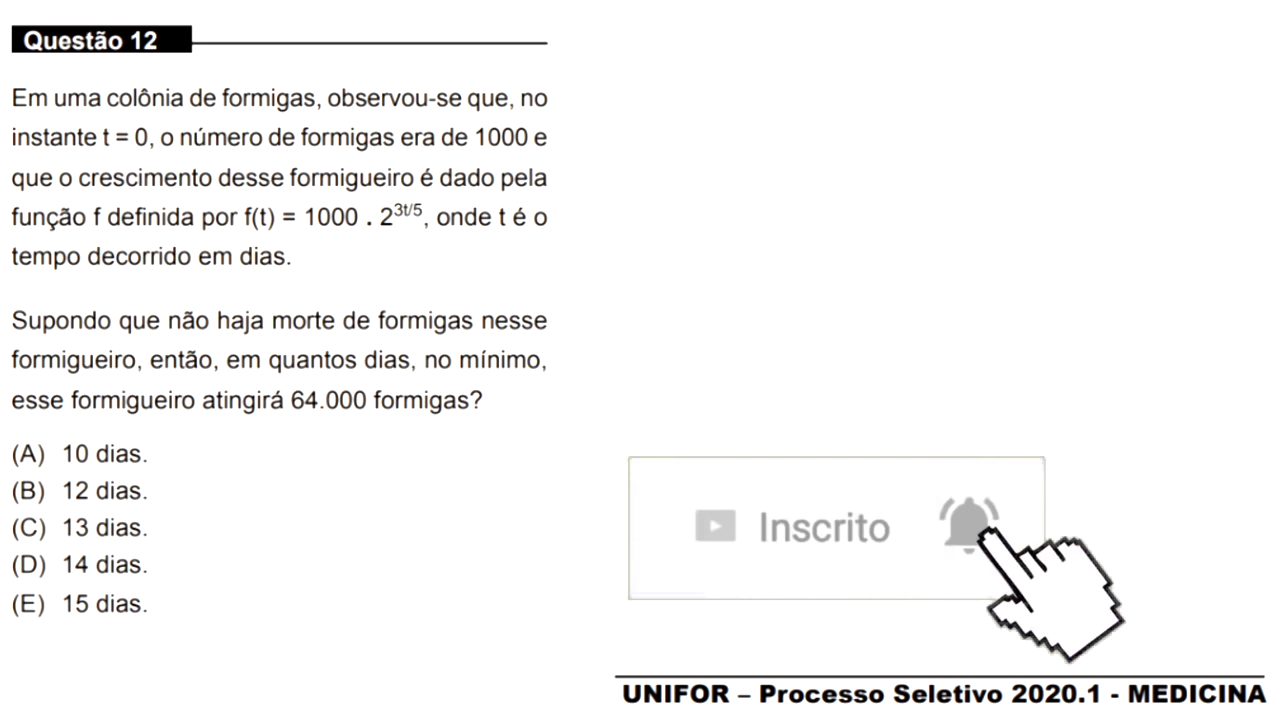 Questão 12
Em uma colônia de formigas, observou-se que, no
instante t = 0, o número de formigas era de 1000 e
que o crescimento desse formigueiro é dado pela
função f definida por f(t) = 1000 . 2^{3t/5}, onde t é o
tempo decorrido em dias.
Supondo que não haja morte de formigas nesse
formigueiro, então, em quantos dias, no mínimo,
esse formigueiro atingirá 64.000 formigas?
(A) 10 dias.
(B) 12 dias.
(C) 13 dias.
(D) 14 dias.
(E) 15 dias.
Inscrito
UNIFOR – Processo Seletivo 2020.1 - MEDICINA